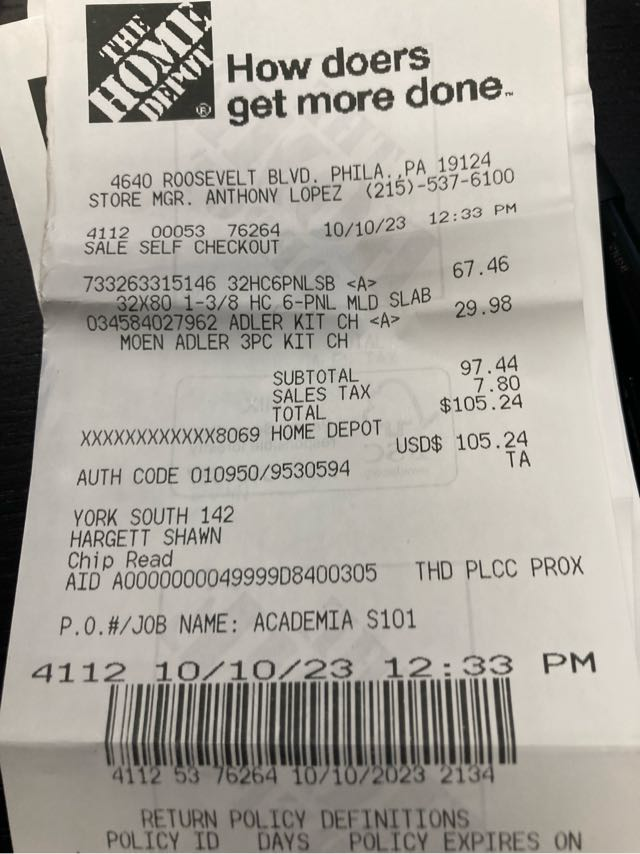 THE
HOME
DEPOT
®
How doers
get more done.™
4640 ROOSEVELT BLVD. PHILA., PA 19124
STORE MGR. ANTHONY LOPEZ (215)-537-6100
4112 00053 76264 10/10/23 12:33 PM
SALE SELF CHECKOUT
733263315146 32HC6PNLSB <A> 67.46
32X80 1-3/8 HC 6-PNL MLD SLAB
034584027962 ADLER KIT CH <A> 29.98
MOEN ADLER 3PC KIT CH
SUBTOTAL 97.44
SALES TAX 7.80
TOTAL $105.24
XXXXXXXXXXXX8069 HOME DEPOT
USD$ 105.24
AUTH CODE 010950/9530594 TA
YORK SOUTH 142
HARGETT SHAWN
Chip Read
AID A0000000049999D8400305 THD PLCC PROX
P.O.#/JOB NAME: ACADEMIA S101
4112 10/10/23 12:33 PM
4112 53 76264 10/10/2023 2134
RETURN POLICY DEFINITIONS
POLICY ID DAYS POLICY EXPIRES ON